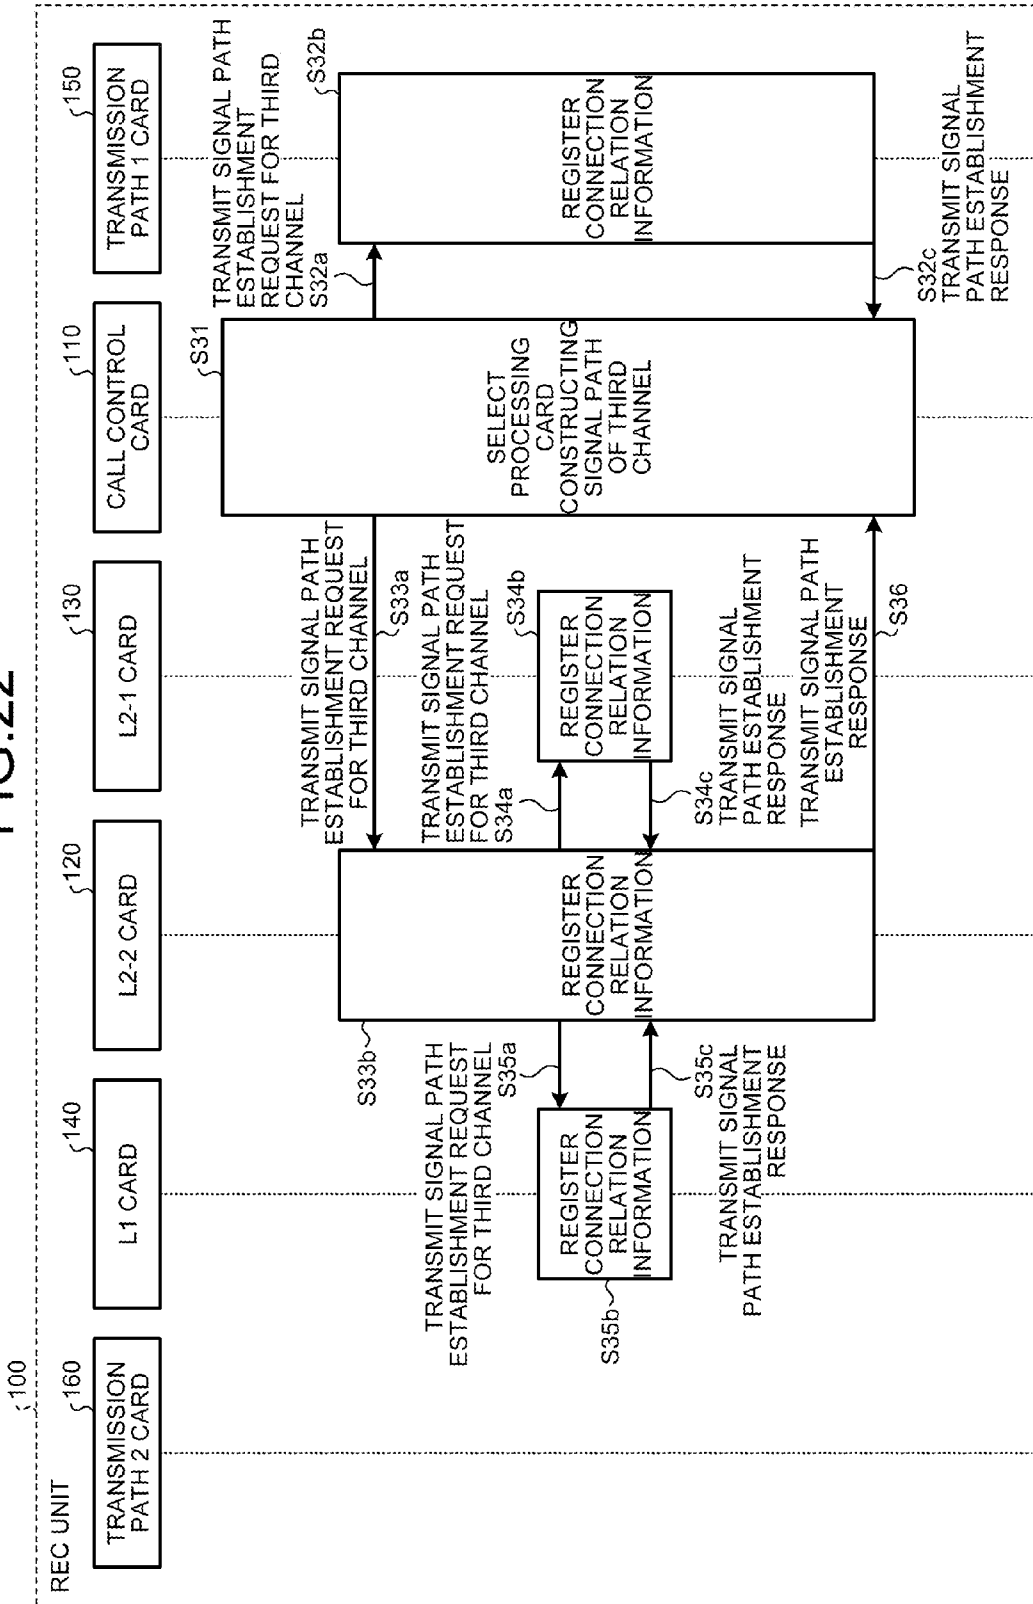 FIG.22
100
REC UNIT
160
TRANSMISSION
PATH 2 CARD
140
L1 CARD
120
L2-2 CARD
130
L2-1 CARD
110
CALL CONTROL
CARD
150
TRANSMISSION
PATH 1 CARD
S31
SELECT
PROCESSING
CARD
CONSTRUCTING
SIGNAL PATH
OF THIRD
CHANNEL
TRANSMIT SIGNAL PATH
ESTABLISHMENT
REQUEST FOR THIRD
CHANNEL
S32a
S32b
REGISTER
CONNECTION
RELATION
INFORMATION
S32c
TRANSMIT SIGNAL
PATH ESTABLISHMENT
RESPONSE
TRANSMIT SIGNAL PATH
ESTABLISHMENT REQUEST
FOR THIRD CHANNEL
S33a
S33b
REGISTER
CONNECTION
RELATION
INFORMATION
TRANSMIT SIGNAL PATH
ESTABLISHMENT REQUEST
FOR THIRD CHANNEL
S34a
S34b
REGISTER
CONNECTION
RELATION
INFORMATION
S34c
TRANSMIT SIGNAL
PATH ESTABLISHMENT
RESPONSE
TRANSMIT SIGNAL PATH
ESTABLISHMENT REQUEST
FOR THIRD CHANNEL
S35a
S35b
REGISTER
CONNECTION
RELATION
INFORMATION
S35c
TRANSMIT SIGNAL
PATH ESTABLISHMENT
RESPONSE
TRANSMIT SIGNAL PATH
ESTABLISHMENT
RESPONSE
S36